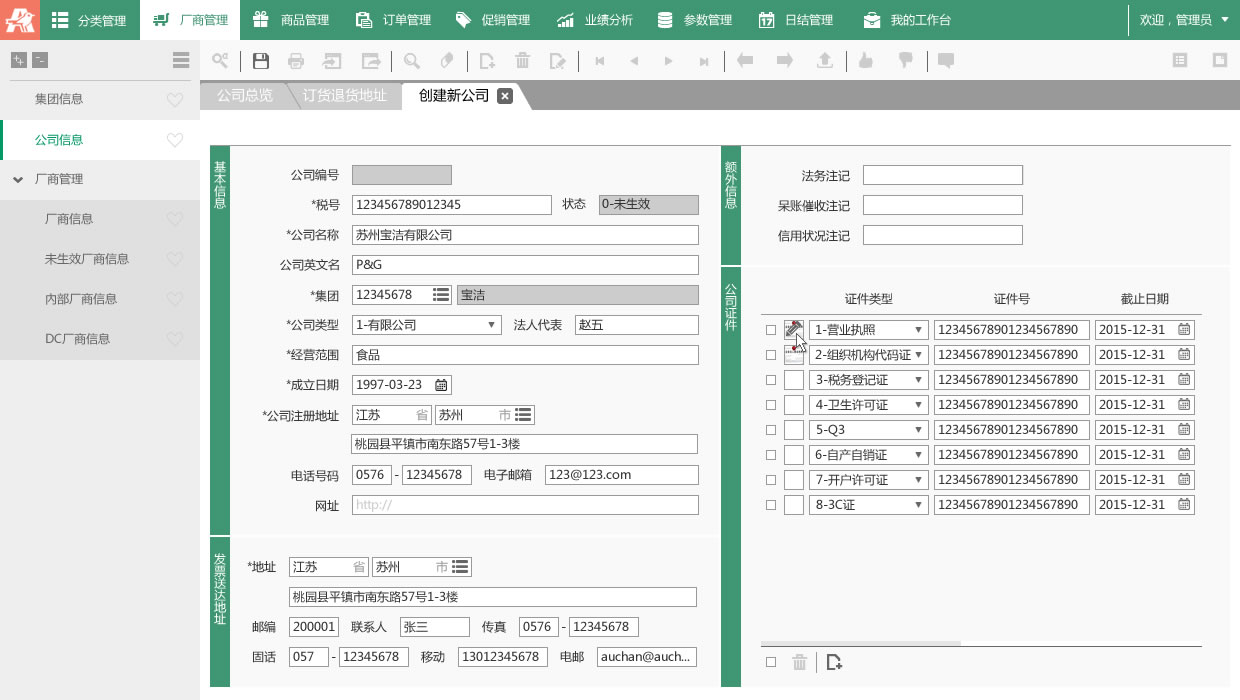 分类管理 厂商管理 商品管理 订单管理 促销管理 业绩分析 参数管理 日结管理 我的工作台 欢迎，管理员
集团信息
公司信息
厂商管理
厂商信息
未生效厂商信息
内部厂商信息
DC厂商信息
公司总览 订货退货地址 创建新公司
基本信息
公司编号
*税号 123456789012345 状态 0-未生效
*公司名称 苏州宝洁有限公司
公司英文名 P&G
*集团 12345678 宝洁
*公司类型 1-有限公司 法人代表 赵五
*经营范围 食品
*成立日期 1997-03-23
*公司注册地址 江苏 省 苏州 市
桃园县平镇市南东路57号1-3楼
电话号码 0576 - 12345678 电子邮箱 123@123.com
网址 http://
发票送达地址
*地址 江苏 省 苏州 市
桃园县平镇市南东路57号1-3楼
邮编 200001 联系人 张三 传真 0576 - 12345678
固话 057 - 12345678 移动 13012345678 电邮 auchan@auch...
额外信息
法务注记
呆账催收注记
信用状况注记
公司证件
证件类型 证件号 截止日期
1-营业执照 12345678901234567890 2015-12-31
2-组织机构代码证 12345678901234567890 2015-12-31
3-税务登记证 12345678901234567890 2015-12-31
4-卫生许可证 12345678901234567890 2015-12-31
5-Q3 12345678901234567890 2015-12-31
6-自产自销证 12345678901234567890 2015-12-31
7-开户许可证 12345678901234567890 2015-12-31
8-3C证 12345678901234567890 2015-12-31